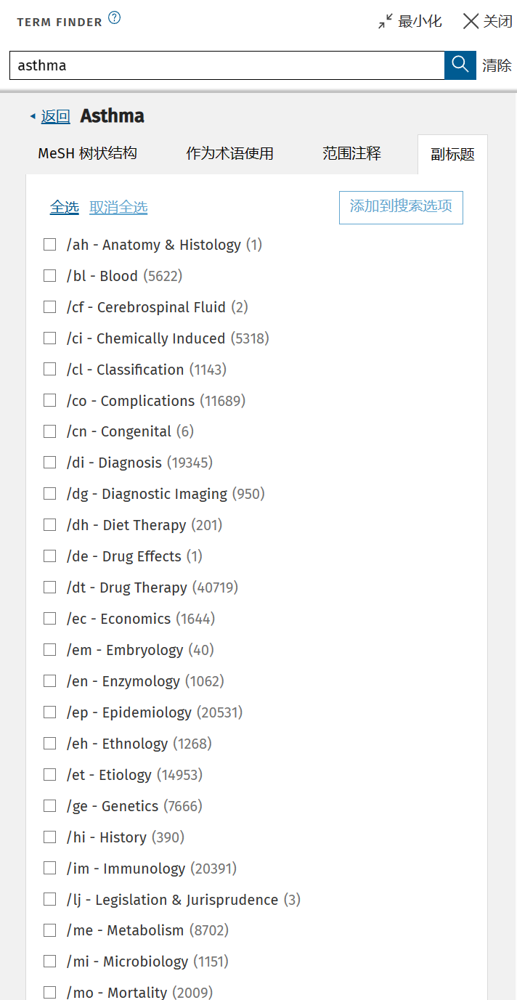 TERM FINDER ? 最小化 关闭
asthma 清除
返回 Asthma
MeSH 树状结构 作为术语使用 范围注释 副标题
全选 取消全选 添加到搜索选项
/ah - Anatomy & Histology (1)
/bl - Blood (5622)
/cf - Cerebrospinal Fluid (2)
/ci - Chemically Induced (5318)
/cl - Classification (1143)
/co - Complications (11689)
/cn - Congenital (6)
/di - Diagnosis (19345)
/dg - Diagnostic Imaging (950)
/dh - Diet Therapy (201)
/de - Drug Effects (1)
/dt - Drug Therapy (40719)
/ec - Economics (1644)
/em - Embryology (40)
/en - Enzymology (1062)
/ep - Epidemiology (20531)
/eh - Ethnology (1268)
/et - Etiology (14953)
/ge - Genetics (7666)
/hi - History (390)
/im - Immunology (20391)
/lj - Legislation & Jurisprudence (3)
/me - Metabolism (8702)
/mi - Microbiology (1151)
/mo - Mortality (2009)